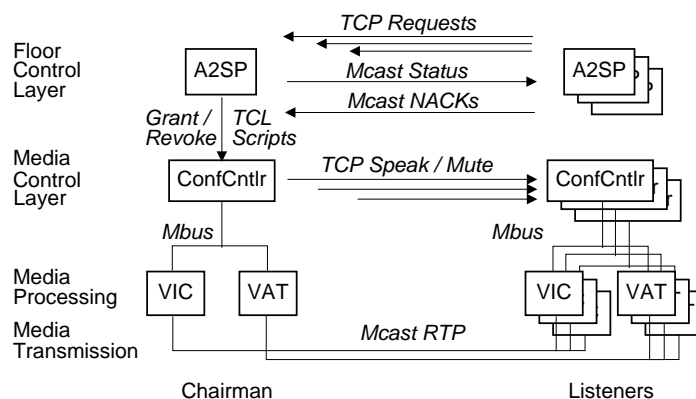 TCP Requests
Floor
Control
Layer
A2SP
Mcast Status
A2SP
Mcast NACKs
Grant /
Revoke
TCL
Scripts
Media
Control
Layer
ConfCntlr
TCP Speak / Mute
ConfCntlr
Mbus
Mbus
Media
Processing
VIC
VAT
VIC
VAT
Media
Transmission
Mcast RTP
Chairman
Listeners